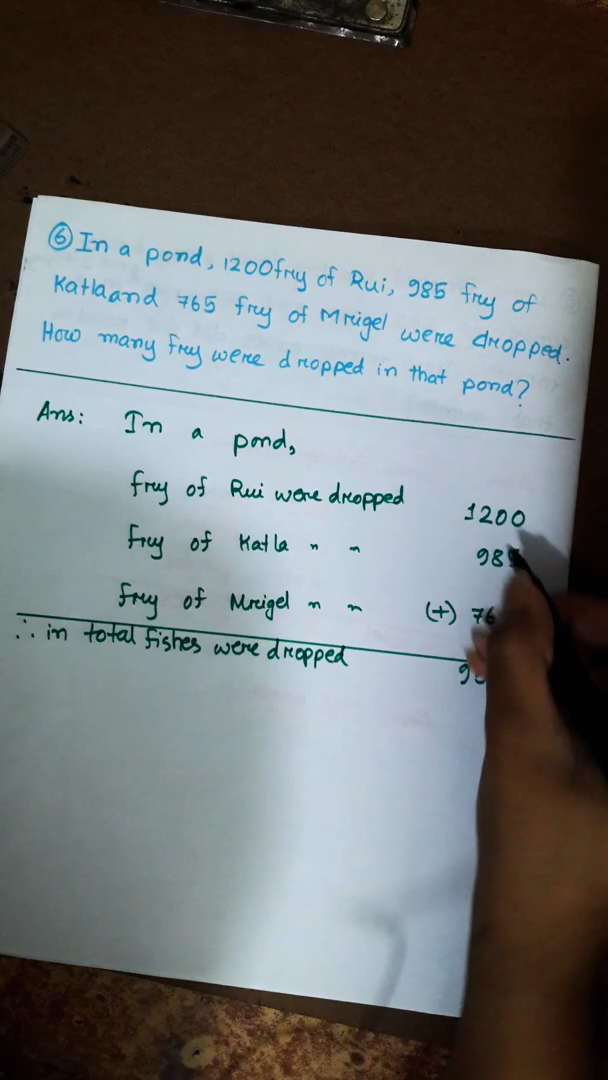 ⑥ In a pond, 1200 fry of Rui, 985 fry of
Katla and 765 fry of Mrigel were dropped.
How many fry were dropped in that pond?
Ans: In a pond,
fry of Rui were dropped 1200
fry of Katla " " 985
fry of Mrigel " " (+) 76
∴ in total fishes were dropped